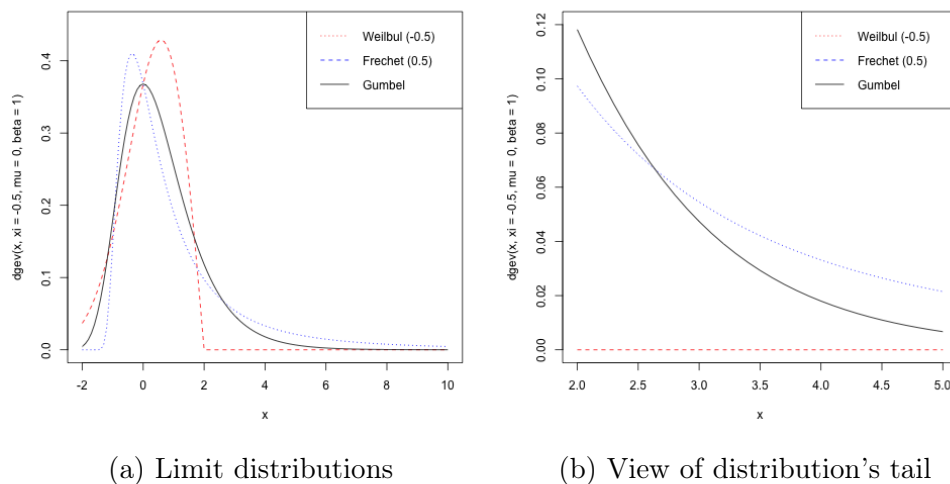 Weilbul (-0.5)
Frechet (0.5)
Gumbel
dgev(x, xi = -0.5, mu = 0, beta = 1)
0.4
0.3
0.2
0.1
0.0
-2 0 2 4 6 8 10
x
(a) Limit distributions
Weilbul (-0.5)
Frechet (0.5)
Gumbel
dgev(x, xi = -0.5, mu = 0, beta = 1)
0.12
0.10
0.08
0.06
0.04
0.02
0.00
2.0 2.5 3.0 3.5 4.0 4.5 5.0
x
(b) View of distribution's tail